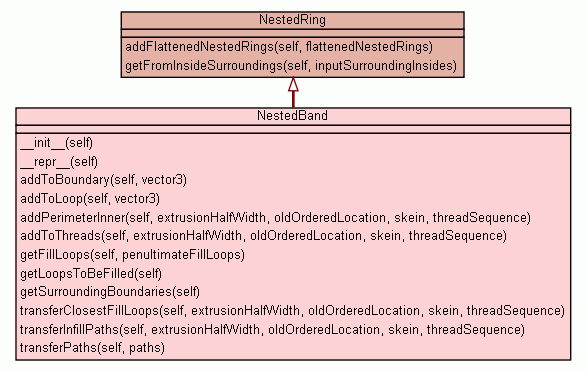 NestedRing
addFlattenedNestedRings(self, flattenedNestedRings)
getFromInsideSurroundings(self, inputSurroundingInsides)
NestedBand
__init__(self)
__repr__(self)
addToBoundary(self, vector3)
addToLoop(self, vector3)
addPerimeterInner(self, extrusionHalfWidth, oldOrderedLocation, skein, threadSequence)
addToThreads(self, extrusionHalfWidth, oldOrderedLocation, skein, threadSequence)
getFillLoops(self, penultimateFillLoops)
getLoopsToBeFilled(self)
getSurroundingBoundaries(self)
transferClosestFillLoops(self, extrusionHalfWidth, oldOrderedLocation, skein, threadSequence)
transferInfillPaths(self, extrusionHalfWidth, oldOrderedLocation, skein, threadSequence)
transferPaths(self, paths)